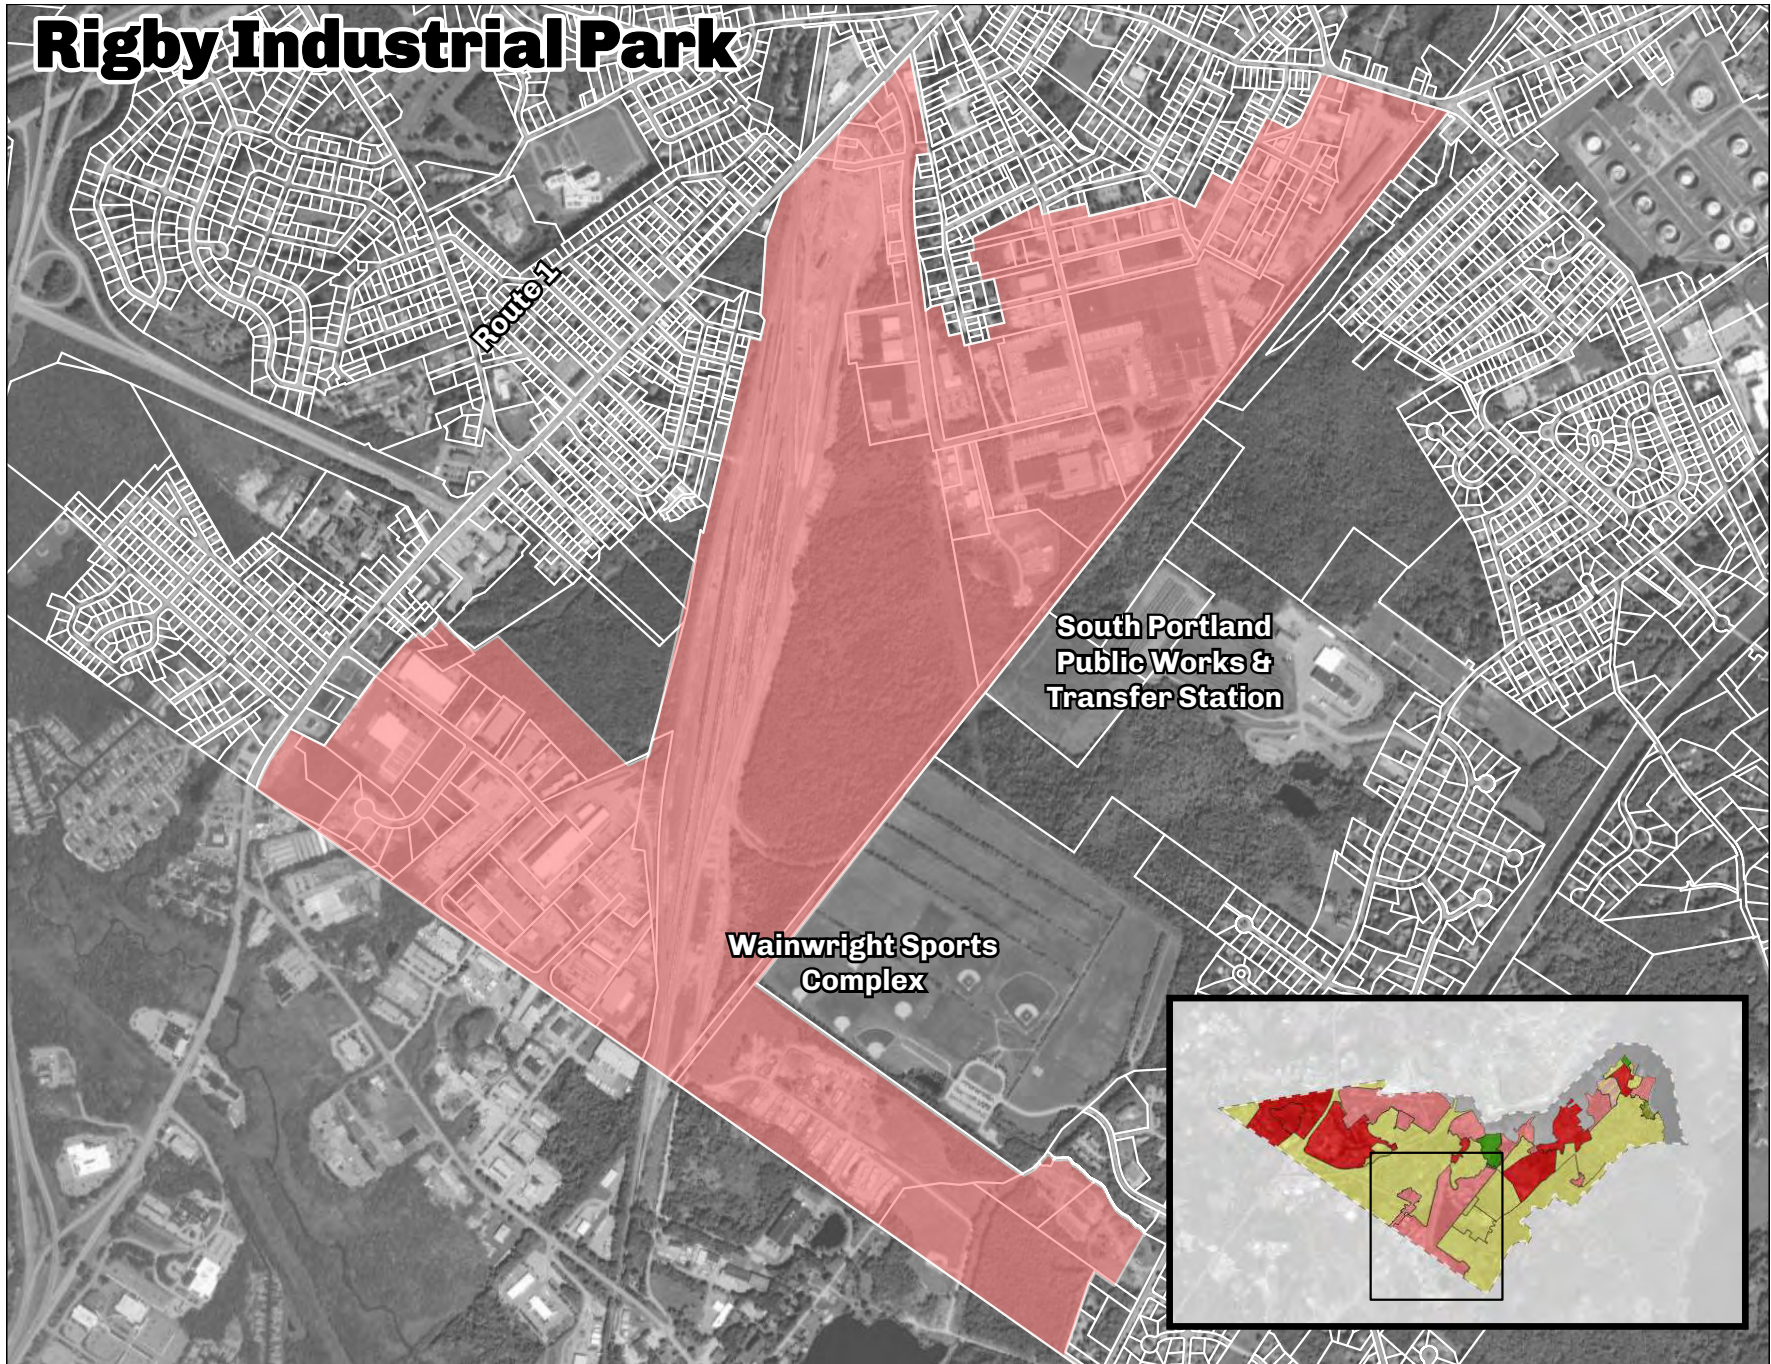 Rigby Industrial Park
Route 1
South Portland
Public Works &
Transfer Station
Wainwright Sports
Complex